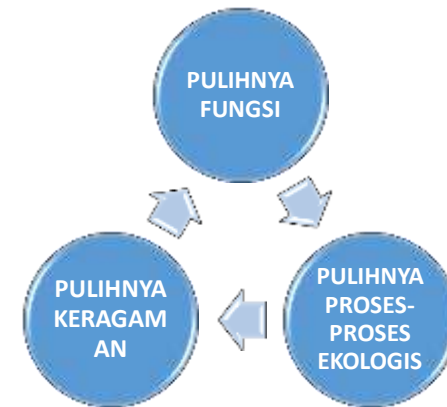 PULIHNYA
FUNGSI
PULIHNYA
PROSES-
PROSES
EKOLOGIS
PULIHNYA
KERAGAM
AN